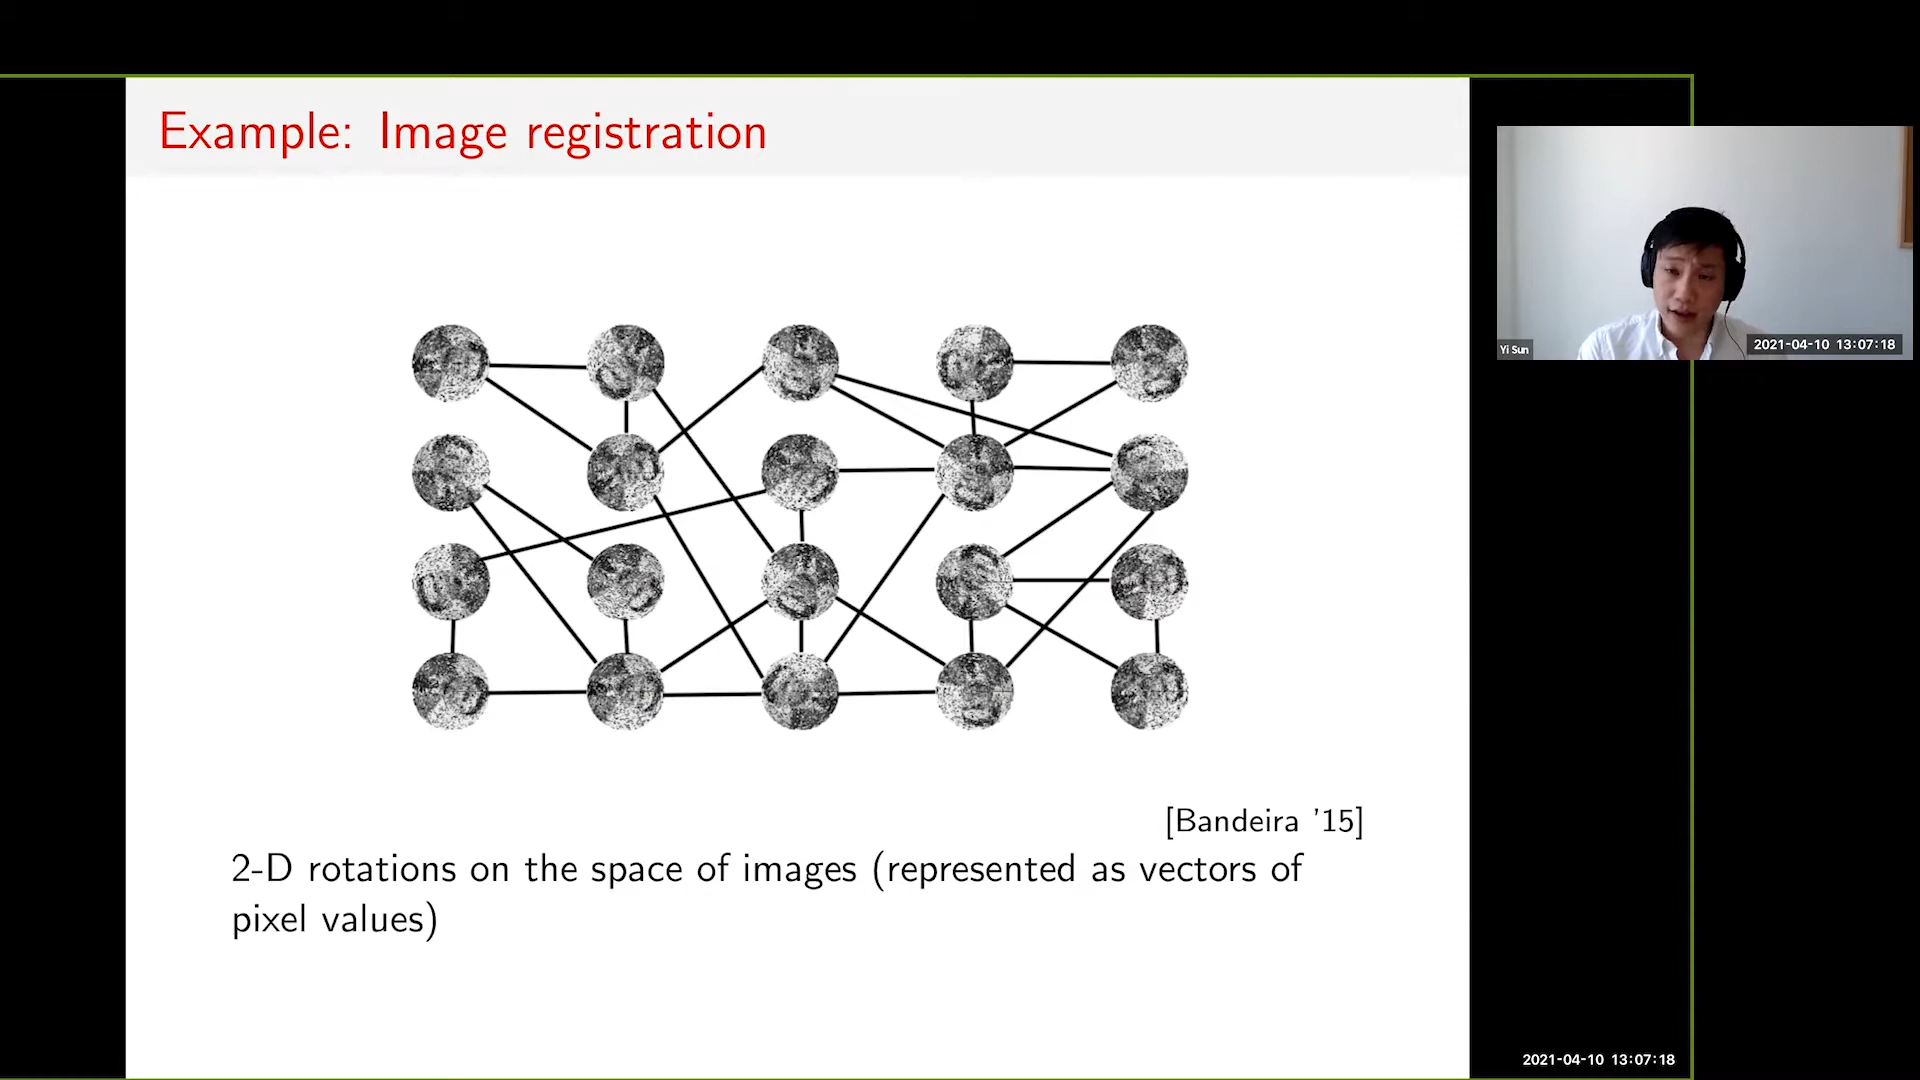 Example: Image registration
Yi Sun
2021-04-10 13:07:18
[Bandeira '15]
2-D rotations on the space of images (represented as vectors of
pixel values)
2021-04-10 13:07:18